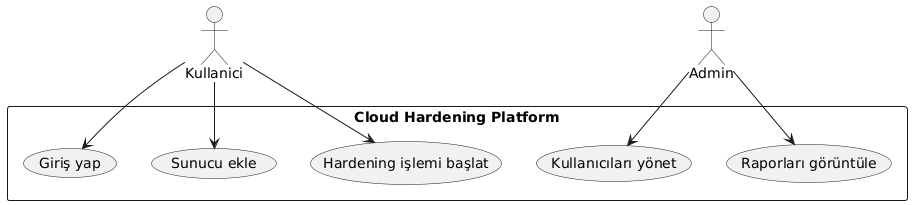 Kullanici
Admin
Cloud Hardening Platform
Giriş yap
Sunucu ekle
Hardening işlemi başlat
Kullanıcıları yönet
Raporları görüntüle